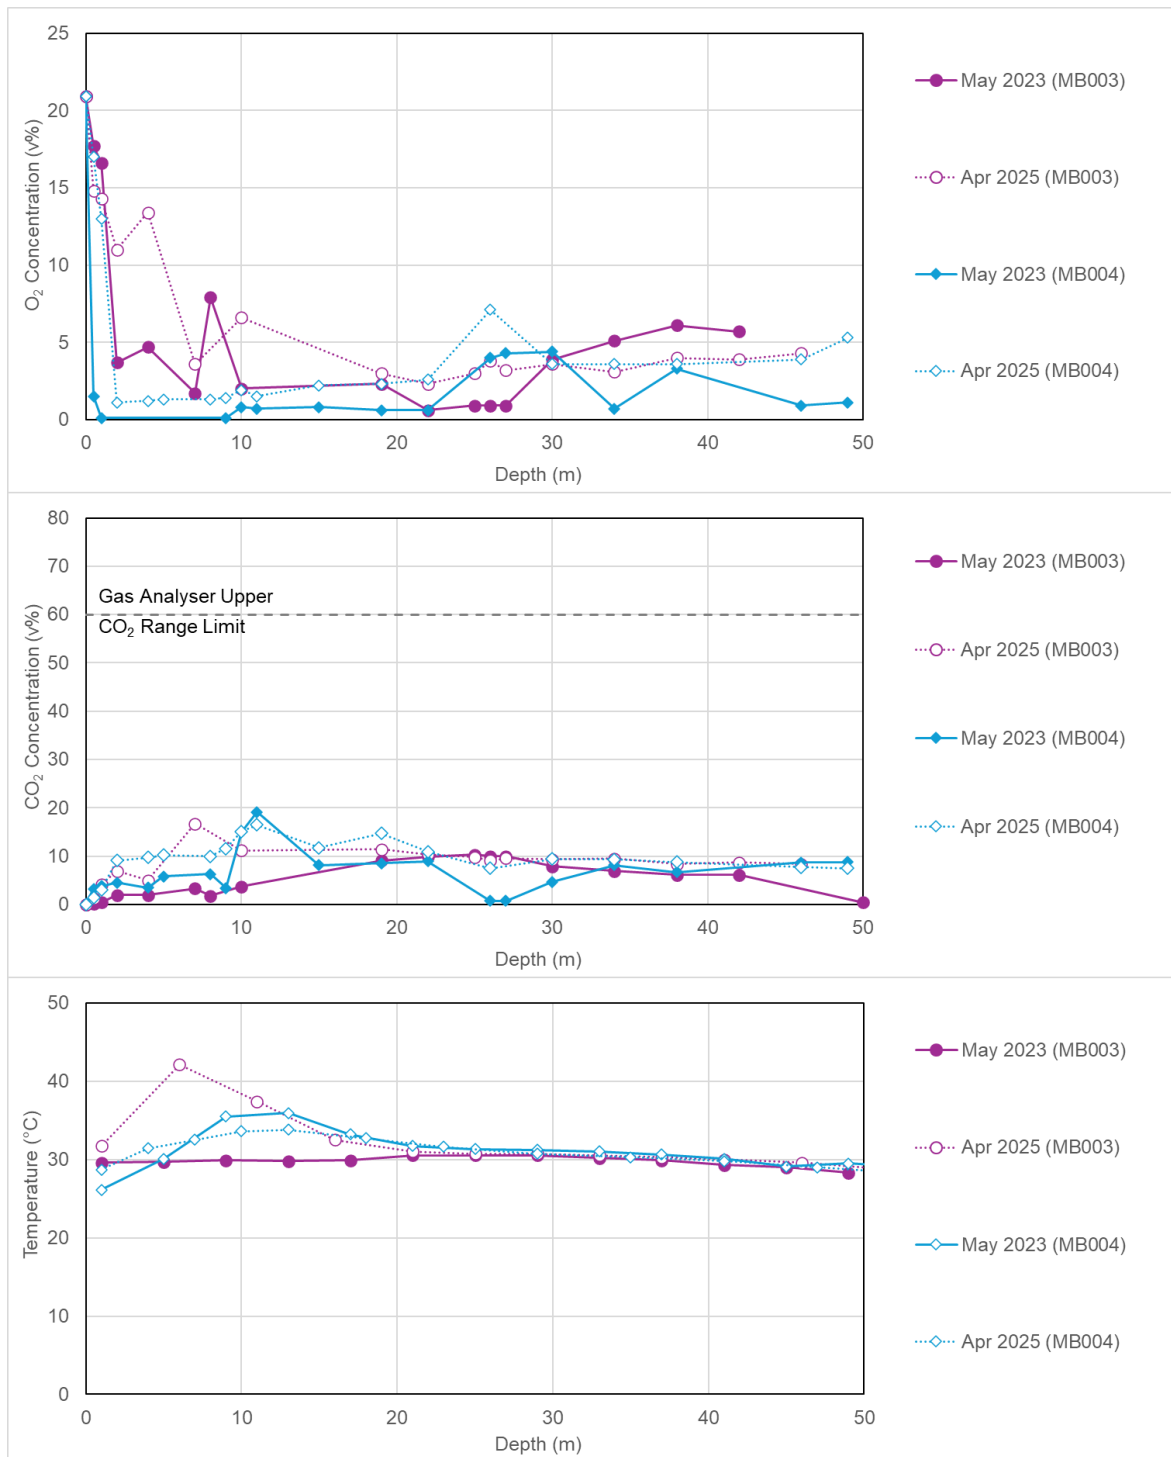 25
20
15
10
5
0
0
10
20
30
40
50
O2 Concentration (v%)
Depth (m)
May 2023 (MB003)
Apr 2025 (MB003)
May 2023 (MB004)
Apr 2025 (MB004)
80
70
60
50
40
30
20
10
0
0
10
20
30
40
50
CO2 Concentration (v%)
Depth (m)
Gas Analyser Upper
CO2 Range Limit
May 2023 (MB003)
Apr 2025 (MB003)
May 2023 (MB004)
Apr 2025 (MB004)
50
40
30
20
10
0
0
10
20
30
40
50
Temperature (°C)
Depth (m)
May 2023 (MB003)
Apr 2025 (MB003)
May 2023 (MB004)
Apr 2025 (MB004)